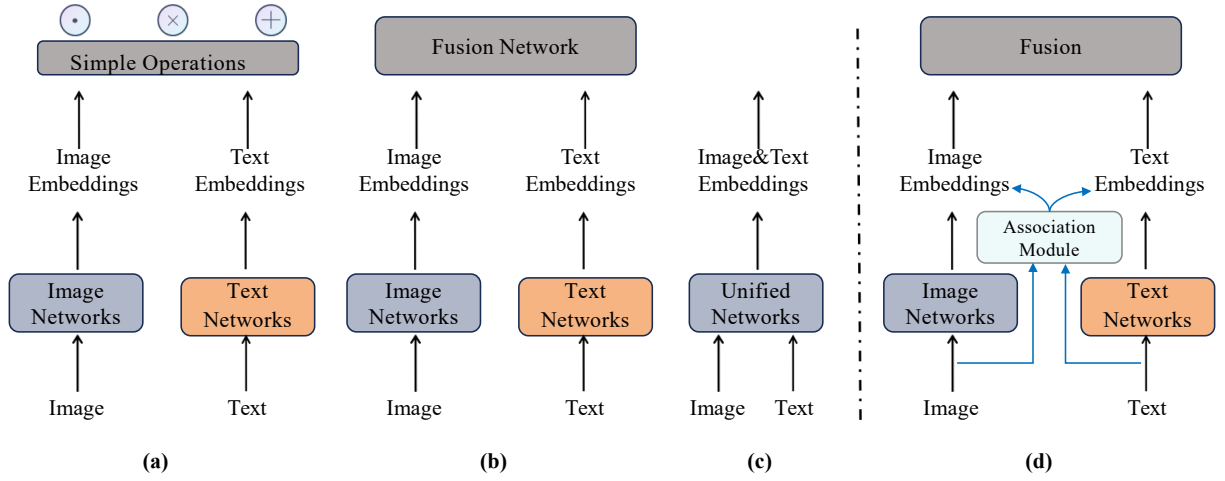 Simple Operations
Image
Embeddings
Text
Embeddings
Image
Networks
Text
Networks
Image
Text
(a)
Fusion Network
Image
Embeddings
Text
Embeddings
Image
Networks
Text
Networks
Image
Text
(b)
Image&Text
Embeddings
Unified
Networks
Image
Text
(c)
Fusion
Image
Embeddings
Text
Embeddings
Association
Module
Image
Networks
Text
Networks
Image
Text
(d)